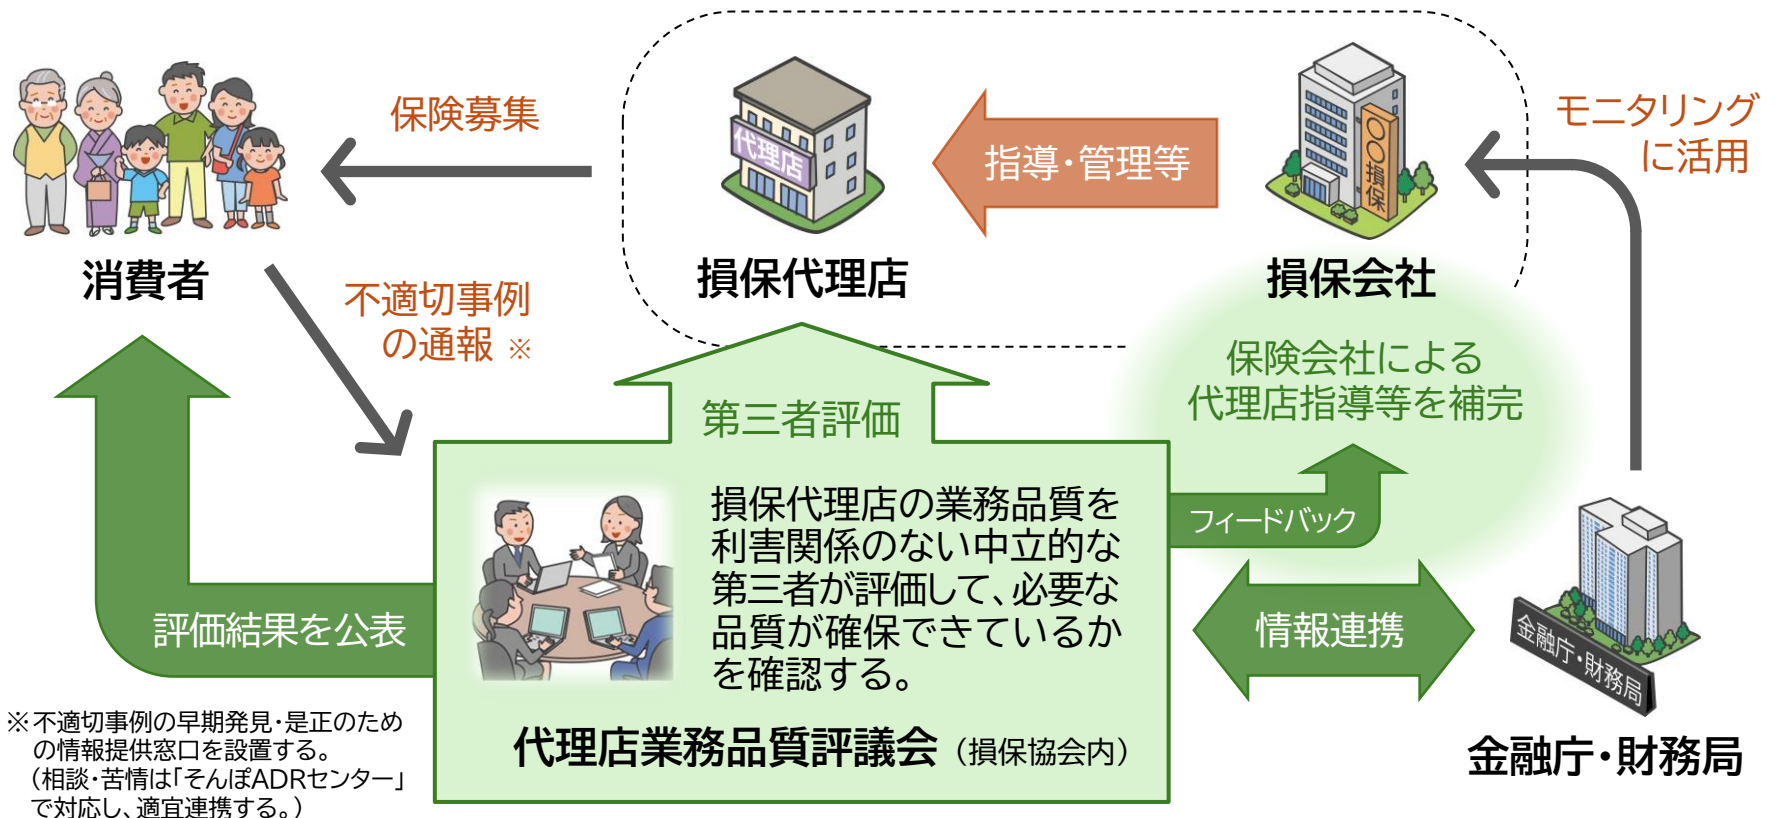 保険募集
代理店
指導・管理等
〇〇損保
モニタリング
に活用
消費者
損保代理店
損保会社
不適切事例
の通報 ※
保険会社による
代理店指導等を補完
第三者評価
損保代理店の業務品質を
利害関係のない中立的な
第三者が評価して、必要な
品質が確保できているか
を確認する。
フィードバック
評価結果を公表
情報連携
金融庁・財務局
代理店業務品質評議会（損保協会内）
金融庁・財務局
※不適切事例の早期発見・是正のため
の情報提供窓口を設置する。
（相談・苦情は「そんぽADRセンター」
で対応し、適宜連携する。）